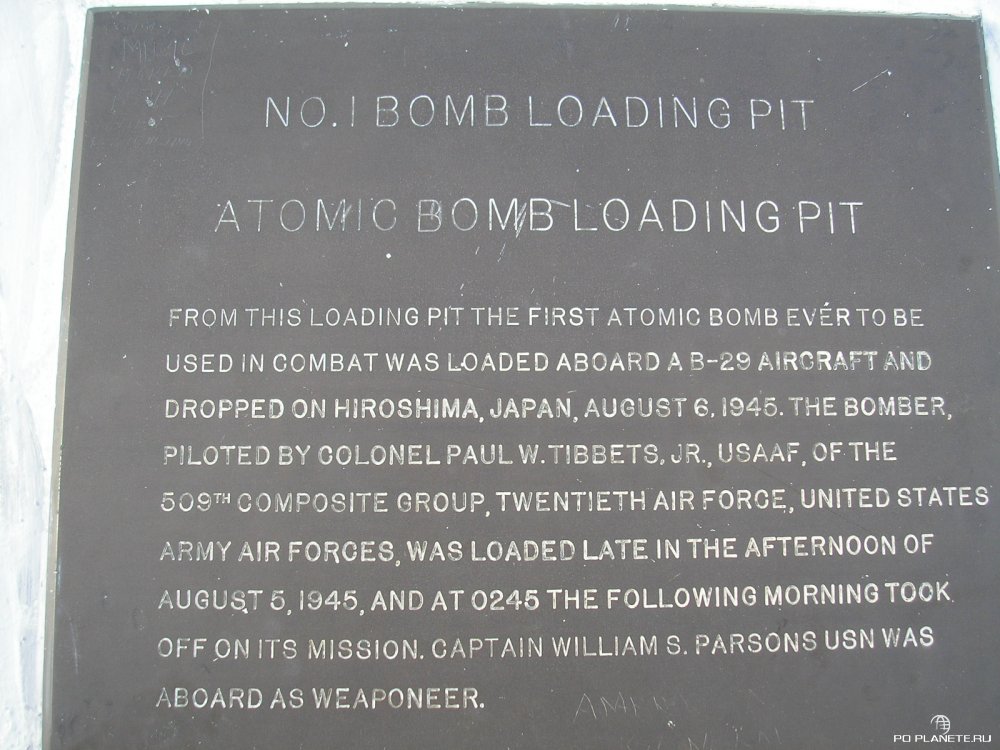 NO. 1 BOMB LOADING PIT
ATOMIC BOMB LOADING PIT
FROM THIS LOADING PIT THE FIRST ATOMIC BOMB EVER TO BE
USED IN COMBAT WAS LOADED ABOARD A B-29 AIRCRAFT AND
DROPPED ON HIROSHIMA, JAPAN, AUGUST 6, 1945. THE BOMBER,
PILOTED BY COLONEL PAUL W. TIBBETS, JR., USAAF, OF THE
509TH COMPOSITE GROUP, TWENTIETH AIR FORCE, UNITED STATES
ARMY AIR FORCES, WAS LOADED LATE IN THE AFTERNOON OF
AUGUST 5, 1945, AND AT 0245 THE FOLLOWING MORNING TOOK
OFF ON ITS MISSION. CAPTAIN WILLIAM S. PARSONS USN WAS
ABOARD AS WEAPONEER.
PO PLANETE.RU